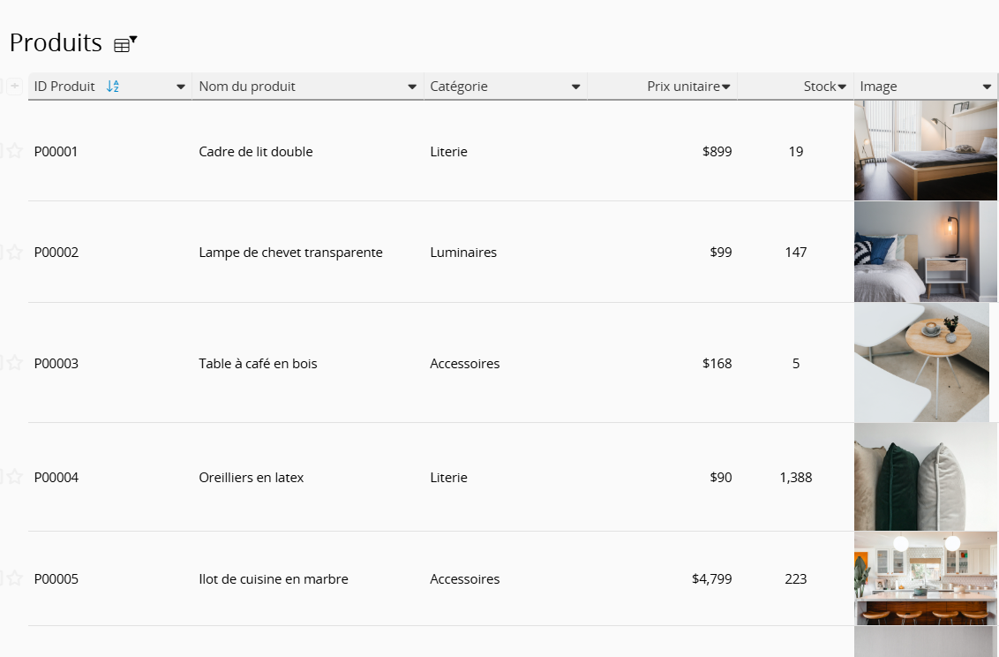 Produits
ID Produit Nom du produit Catégorie Prix unitaire Stock Image
P00001 Cadre de lit double Literie $899 19
P00002 Lampe de chevet transparente Luminaires $99 147
P00003 Table à café en bois Accessoires $168 5
P00004 Oreilliers en latex Literie $90 1,388
P00005 Ilot de cuisine en marbre Accessoires $4,799 223